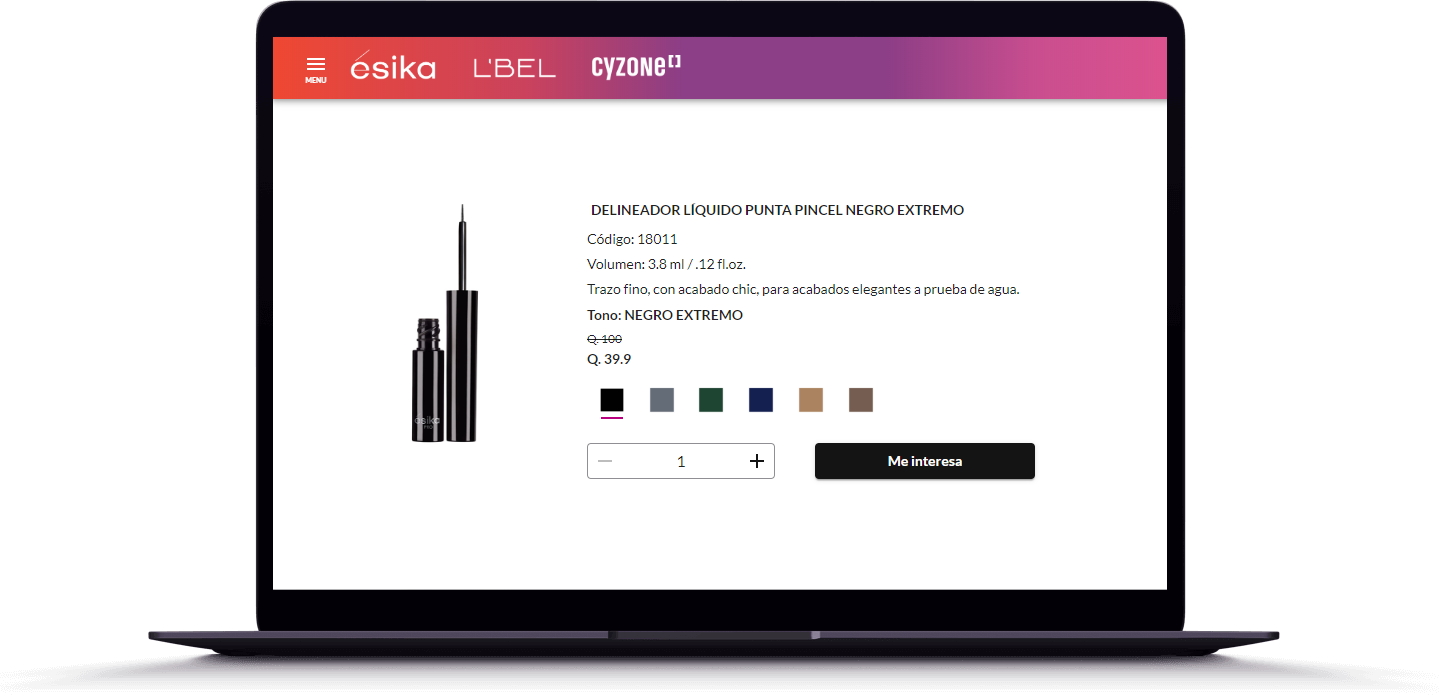 MENU
ésika
L'BEL
CYZONE
DELINEADOR LÍQUIDO PUNTA PINCEL NEGRO EXTREMO
Código: 18011
Volumen: 3.8 ml / .12 fl.oz.
Trazo fino, con acabado chic, para acabados elegantes a prueba de agua.
Tono: NEGRO EXTREMO
Q. 100
Q. 39.9
1
Me interesa
ésika
PRO